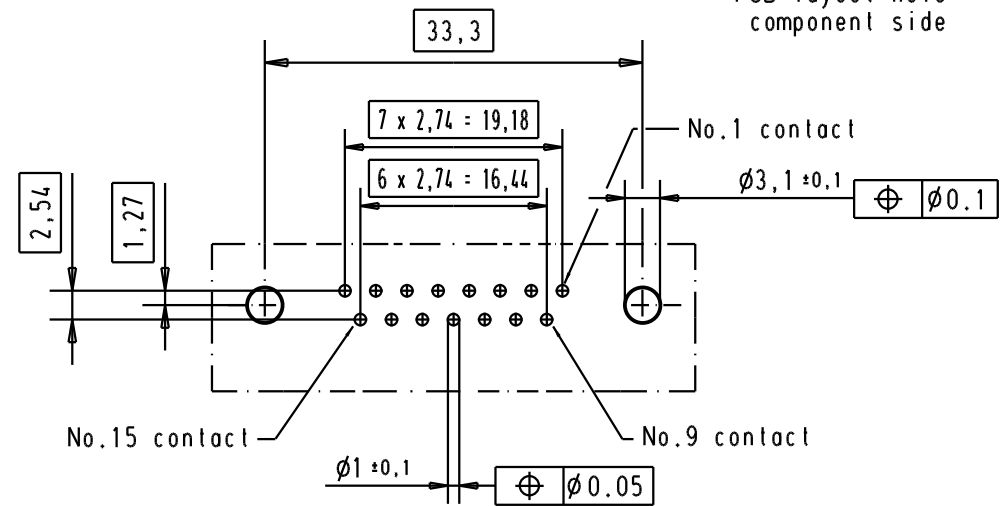 component side
33,3
7 x 2,74 = 19,18
No.1 contact
6 x 2,74 = 16,44
Ø3,1 ±0,1
Ø0.1
2,54
1,27
No.15 contact
No.9 contact
Ø1 ±0,1
Ø0.05